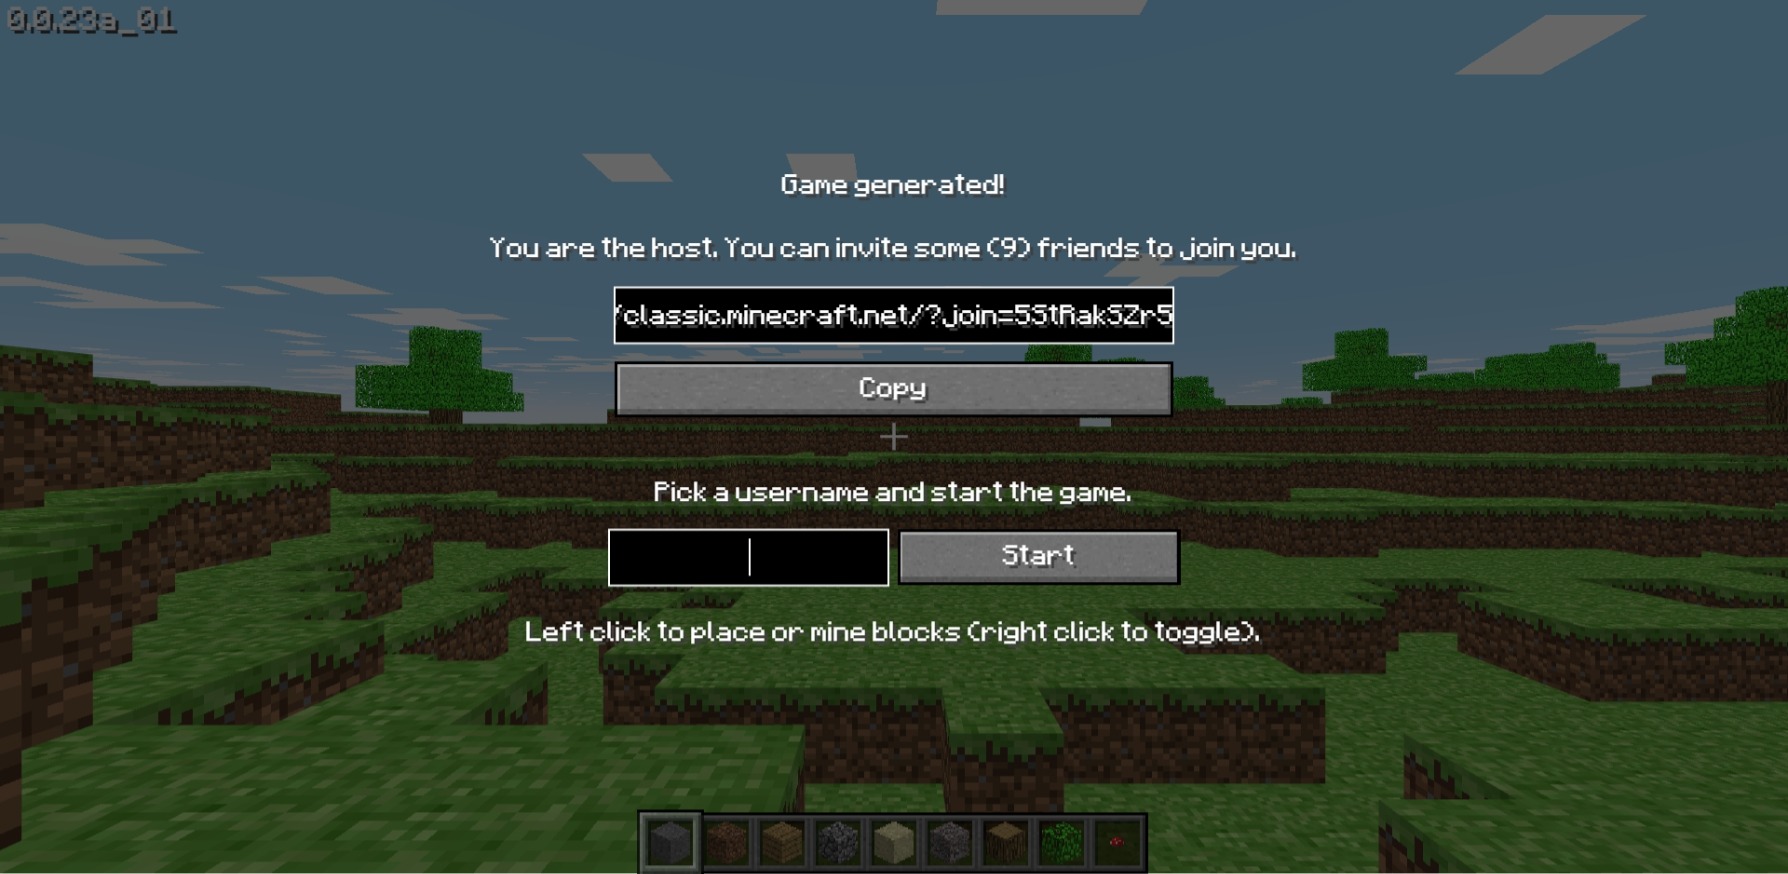 0.0.23a_01
Game generated!
You are the host. You can invite some (9) friends to join you.
/classic.minecraft.net/?join=5StRakSZr5
Copy
Pick a username and start the game.
Start
Left click to place or mine blocks (right click to toggle).